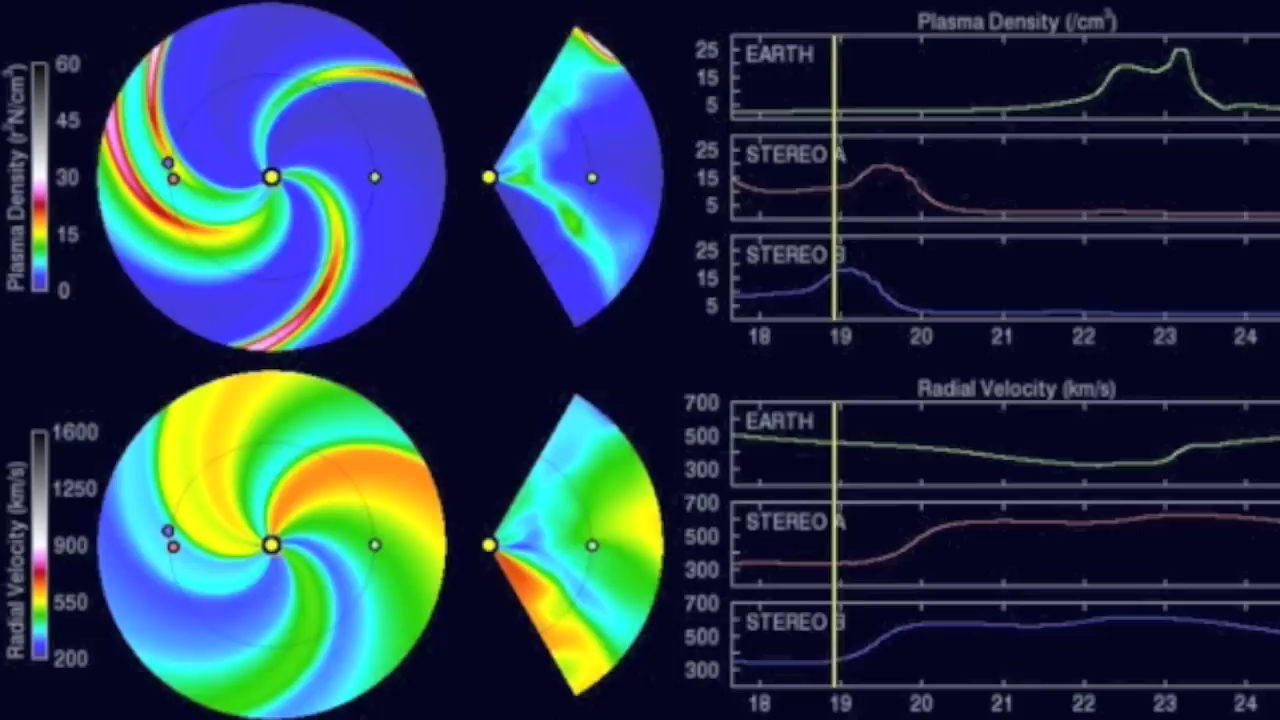 Plasma Density (r²N/cm³)
60
45
30
15
0
Plasma Density (/cm³)
EARTH
25
15
5
STEREO A
25
15
5
STEREO B
25
15
5
18 19 20 21 22 23 24
Radial Velocity (km/s)
1600
1250
900
550
200
Radial Velocity (km/s)
EARTH
700
500
300
STEREO A
700
500
300
STEREO B
700
500
300
18 19 20 21 22 23 24